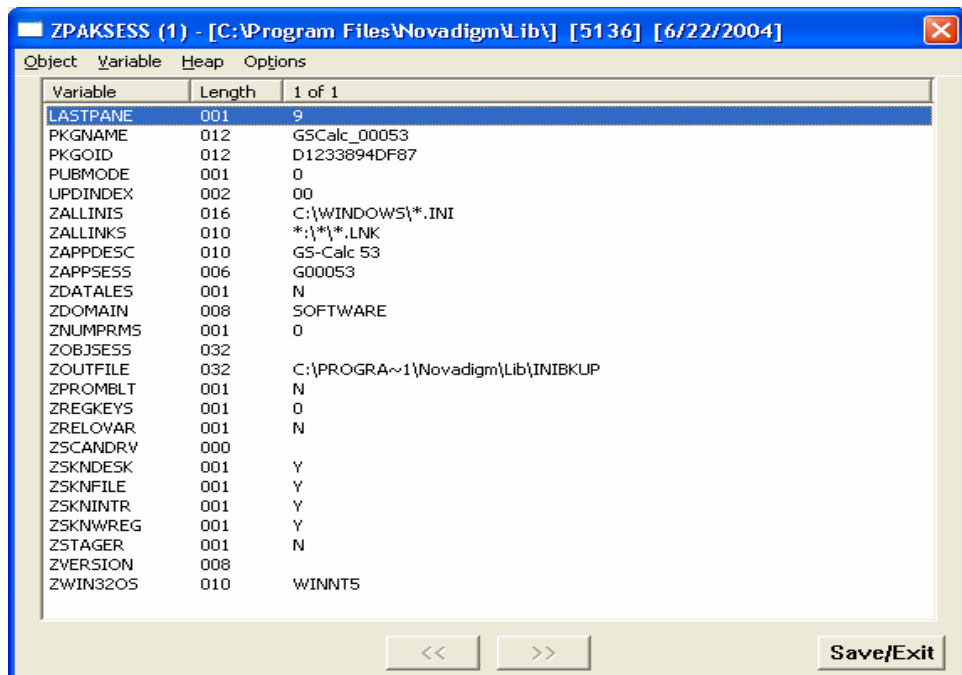 ZPAKSESS (1) - [C:\Program Files\Novadigm\Lib\] [5136] [6/22/2004]
Object Variable Heap Options
Variable Length 1 of 1
LASTPANE 001 9
PKGNAME 012 GSCalc_00053
PKGOID 012 D1233894DF87
PUBMODE 001 0
UPDINDEX 002 00
ZALLINIS 016 C:\WINDOWS\*.INI
ZALLINKS 010 *:\*\*.LNK
ZAPPDESC 010 GS-Calc 53
ZAPPSESS 006 G00053
ZDATALES 001 N
ZDOMAIN 008 SOFTWARE
ZNUMPRMS 001 0
ZOBJSESS 032
ZOUTFILE 032 C:\PROGRA~1\Novadigm\Lib\INIBKUP
ZPROMBLT 001 N
ZREGKEYS 001 0
ZRELOVAR 001 N
ZSCANDRV 000
ZSKNDESK 001 Y
ZSKNFILE 001 Y
ZSKNINTR 001 Y
ZSKNWREG 001 Y
ZSTAGER 001 N
ZVERSION 008
ZWIN32OS 010 WINNT5
<< >> Save/Exit